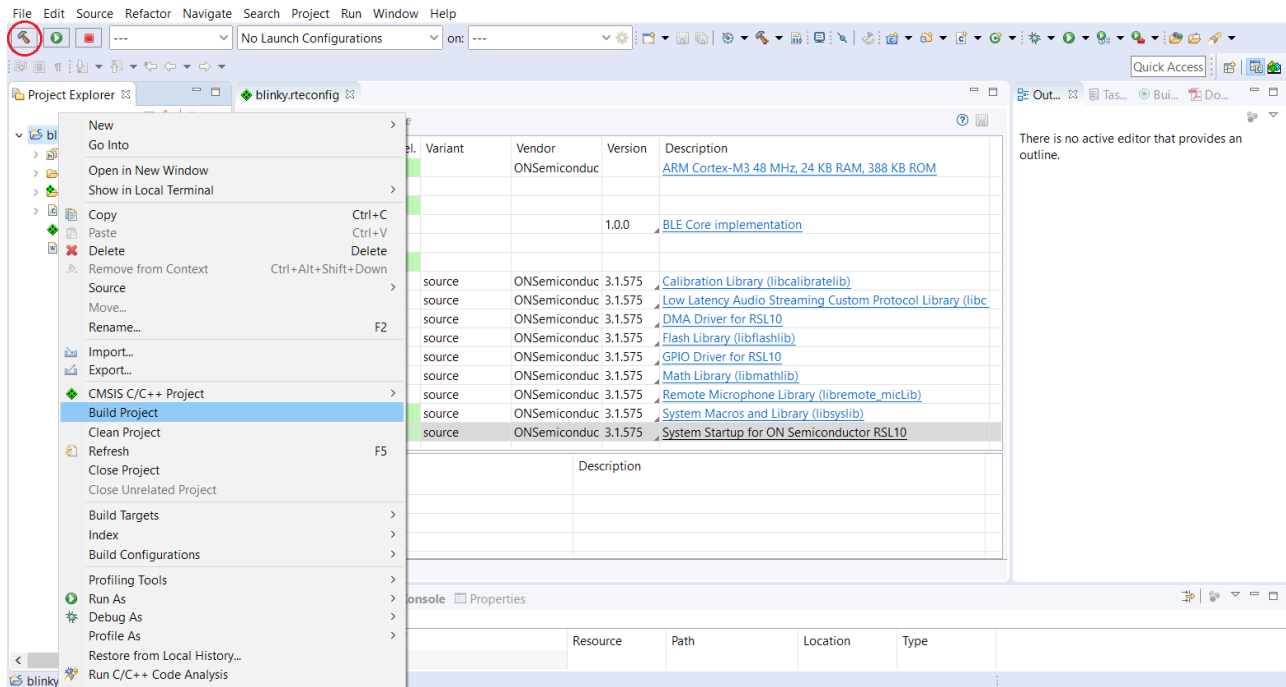 File Edit Source Refactor Navigate Search Project Run Window Help
--- No Launch Configurations on: ---
Quick Access
Project Explorer blinky.rteconfig Out... Tas... Bui... Do...
There is no active editor that provides an
outline.
bl
New
Go Into
Open in New Window
Show in Local Terminal
Copy Ctrl+C
Paste Ctrl+V
Delete Delete
Remove from Context Ctrl+Alt+Shift+Down
Source
Move...
Rename... F2
Import...
Export...
CMSIS C/C++ Project
Build Project
Clean Project
Refresh F5
Close Project
Close Unrelated Project
Build Targets
Index
Build Configurations
Profiling Tools
Run As
Debug As
Profile As
Restore from Local History...
Run C/C++ Code Analysis
el. Variant Vendor Version Description
ONSemiconduc ARM Cortex-M3 48 MHz, 24 KB RAM, 388 KB ROM
1.0.0 BLE Core implementation
source ONSemiconduc 3.1.575 Calibration Library (libcalibratelib)
source ONSemiconduc 3.1.575 Low Latency Audio Streaming Custom Protocol Library (libc
source ONSemiconduc 3.1.575 DMA Driver for RSL10
source ONSemiconduc 3.1.575 Flash Library (libflashlib)
source ONSemiconduc 3.1.575 GPIO Driver for RSL10
source ONSemiconduc 3.1.575 Math Library (libmathlib)
source ONSemiconduc 3.1.575 Remote Microphone Library (libremote_micLib)
source ONSemiconduc 3.1.575 System Macros and Library (libsyslib)
source ONSemiconduc 3.1.575 System Startup for ON Semiconductor RSL10
Description
onsole Properties
Resource Path Location Type
blinky